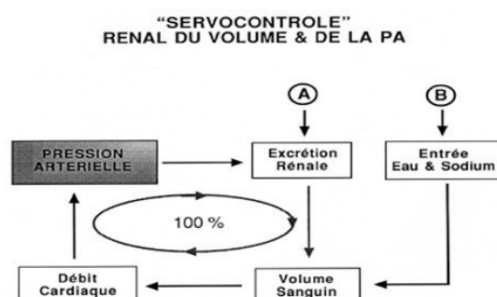 “SERVOCONTROLE”
RENAL DU VOLUME & DE LA PA
A
B
PRESSION
ARTERIELLE
Excrétion
Rénale
Entrée
Eau & Sodium
100 %
Débit
Cardiaque
Volume
Sanguin